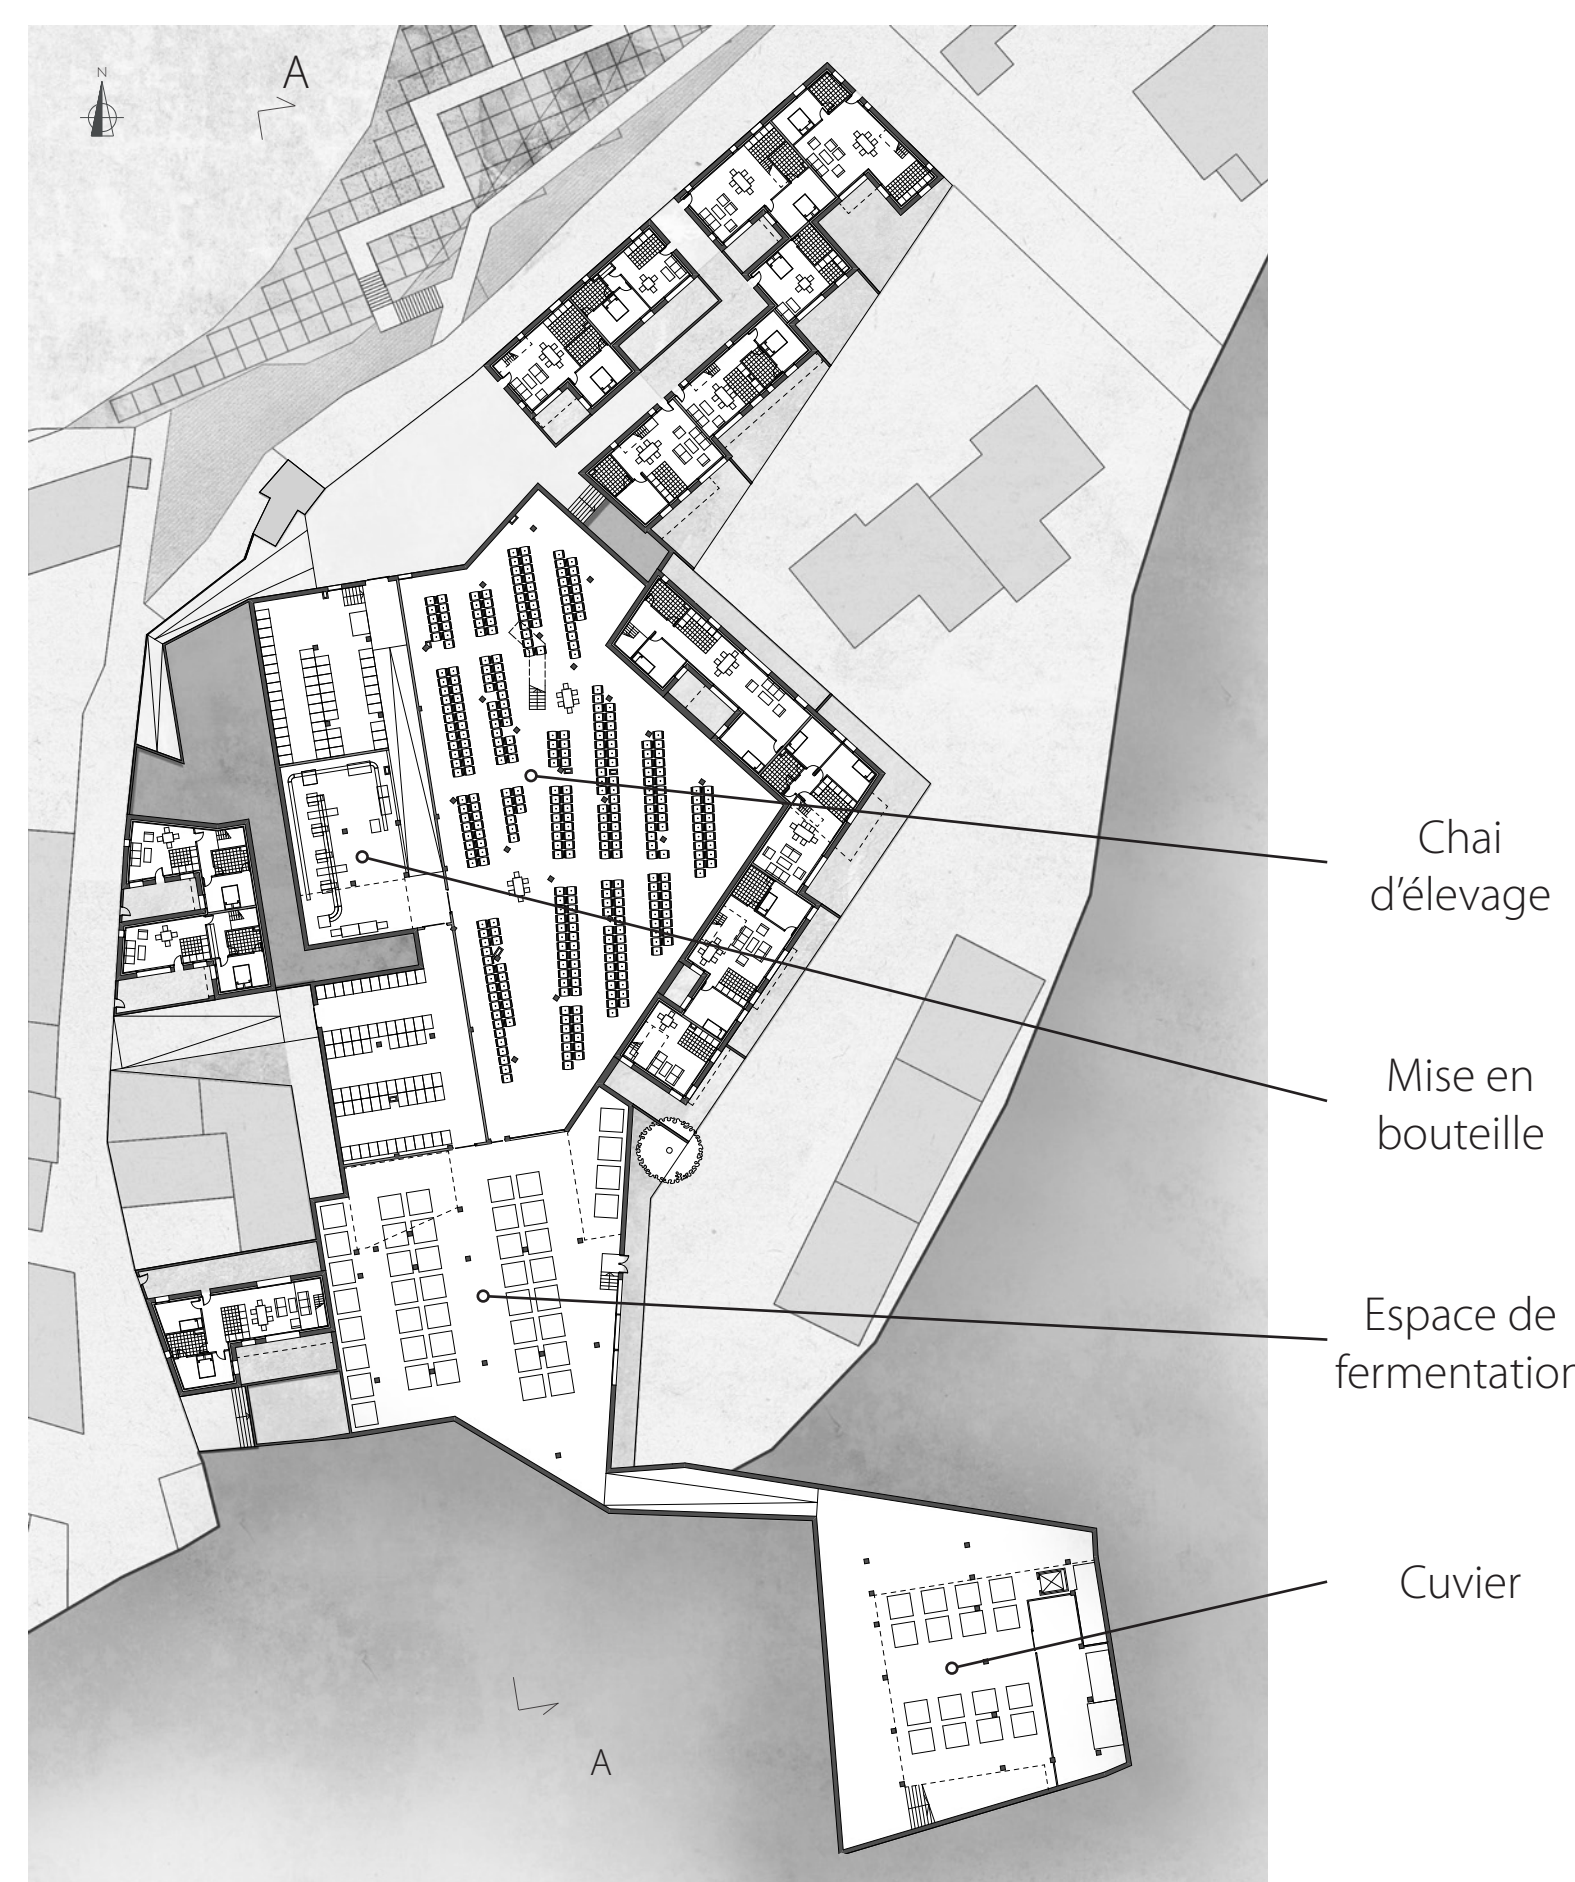 N
A
Chai
d’élevage
Mise en
bouteille
Espace de
fermentation
Cuvier
A